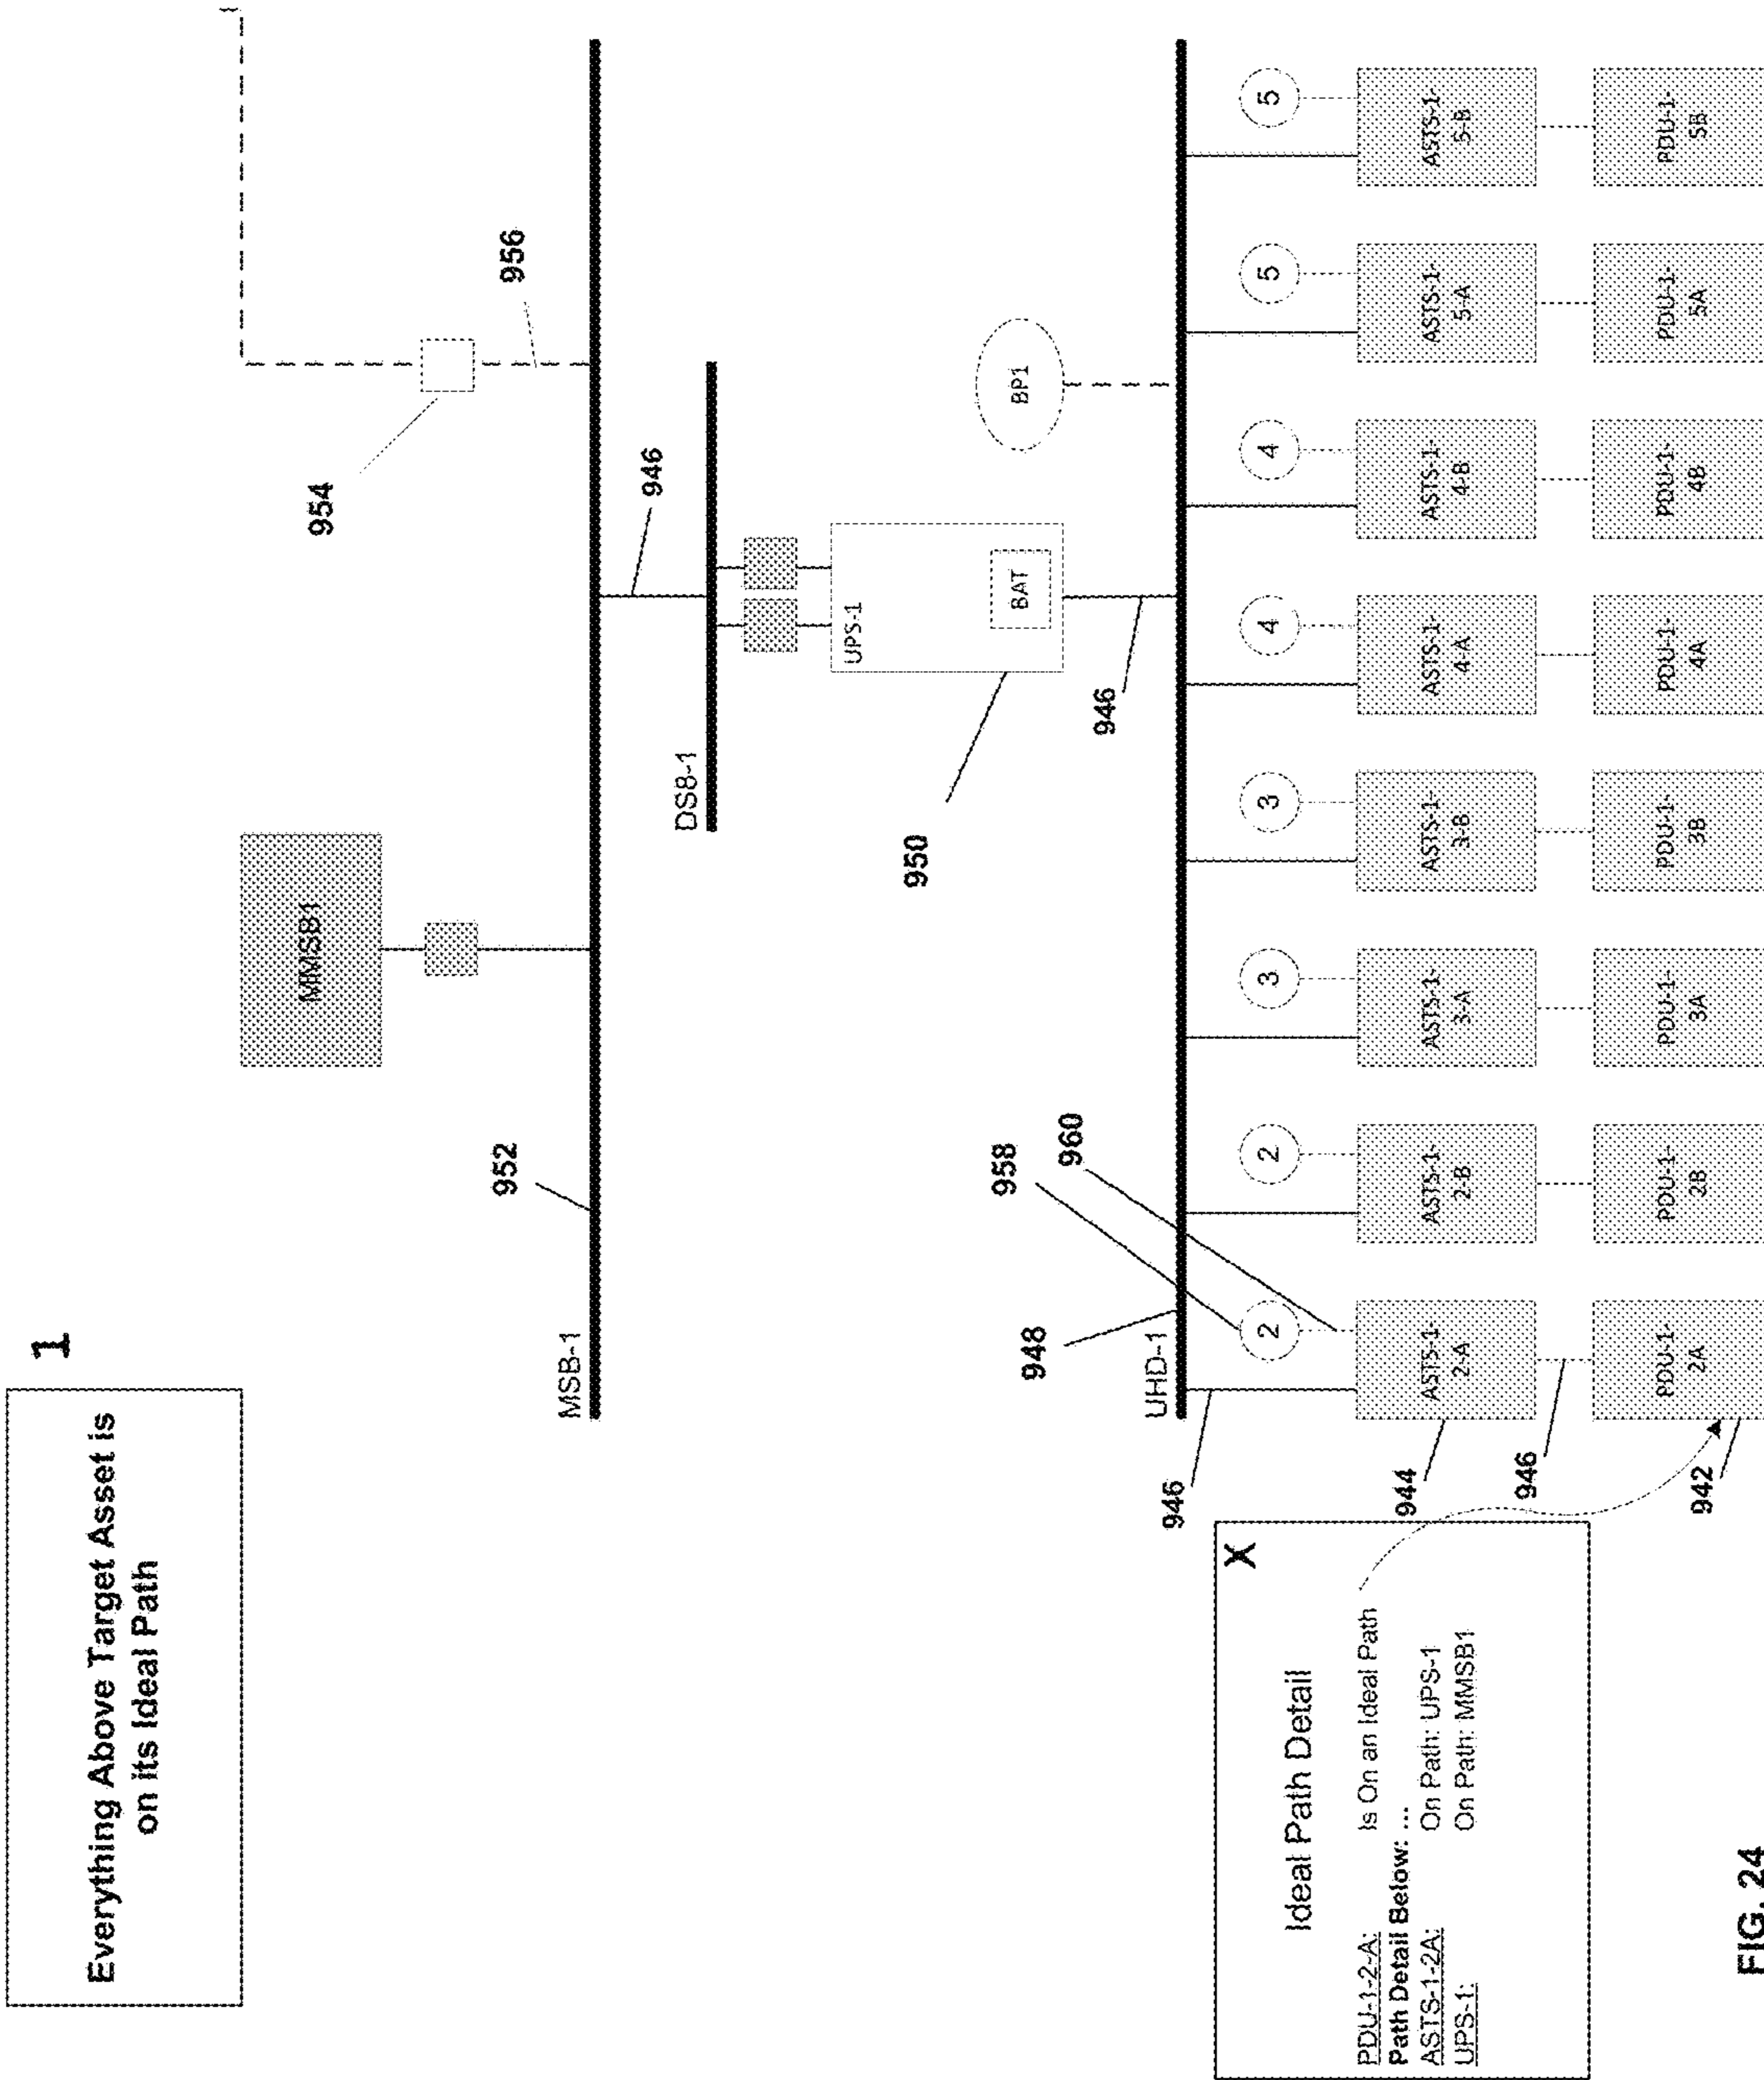 1
Everything Above Target Asset is
on its Ideal Path
MMSB1
954
956
952
MSB-1
946
DS8-1
UPS-1
BAT
950
BP1
946
958
960
948
UHD-1
2
2
3
3
4
4
5
5
946
ASTS-1-
2-A
ASTS-1-
2-B
ASTS-1-
3-A
ASTS-1-
3-B
ASTS-1-
4-A
ASTS-1-
4-B
ASTS-1-
5-A
ASTS-1-
5-B
944
946
PDU-1-
2A
PDU-1-
2B
PDU-1-
3A
PDU-1-
3B
PDU-1-
4A
PDU-1-
4B
PDU-1-
5A
PDU-1-
5B
942
X
Ideal Path Detail
PDU-1-2-A: Is On an Ideal Path
Path Detail Below: ...
ASTS-1-2A: On Path: UPS-1
UPS-1: On Path: MMSB1
FIG. 24